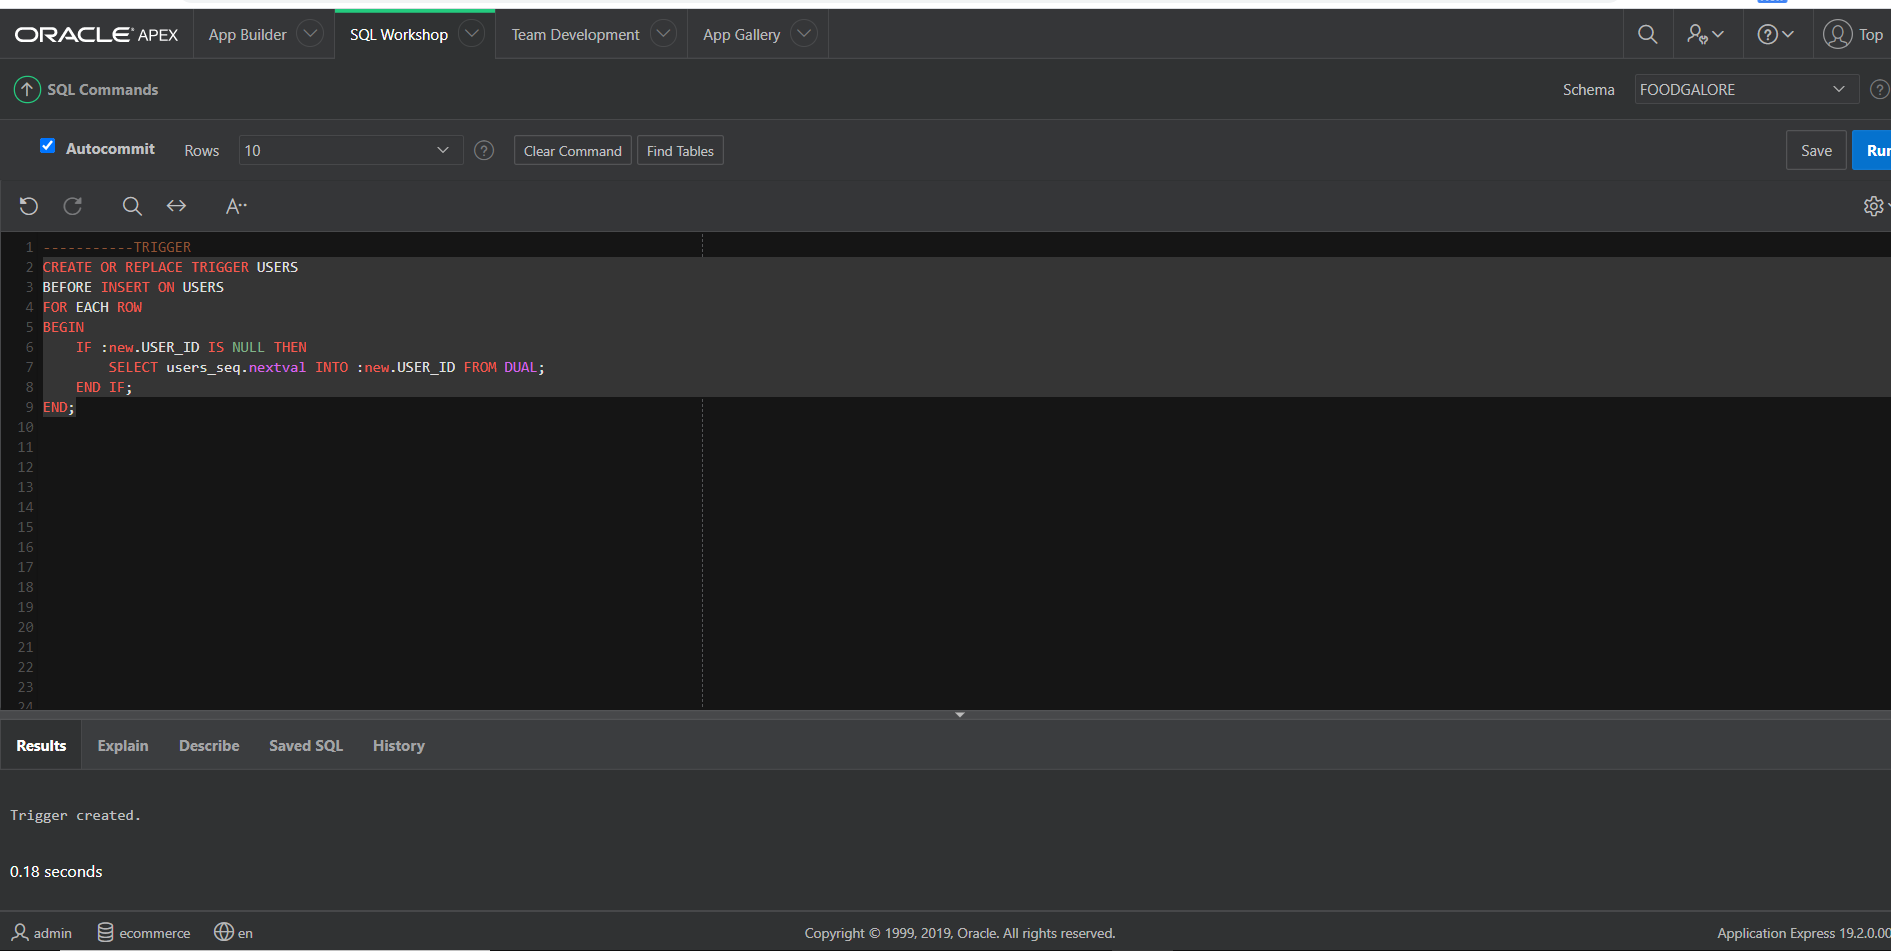 ORACLE APEX App Builder SQL Workshop Team Development App Gallery Top
SQL Commands Schema FOODGALORE
Autocommit Rows 10 Clear Command Find Tables Save Run
A
1 -----------TRIGGER
2 CREATE OR REPLACE TRIGGER USERS
3 BEFORE INSERT ON USERS
4 FOR EACH ROW
5 BEGIN
6 IF :new.USER_ID IS NULL THEN
7 SELECT users_seq.nextval INTO :new.USER_ID FROM DUAL;
8 END IF;
9 END;
10
11
12
13
14
15
16
17
18
19
20
21
22
23
24
Results Explain Describe Saved SQL History
Trigger created.
0.18 seconds
admin ecommerce en Copyright © 1999, 2019, Oracle. All rights reserved. Application Express 19.2.0.00